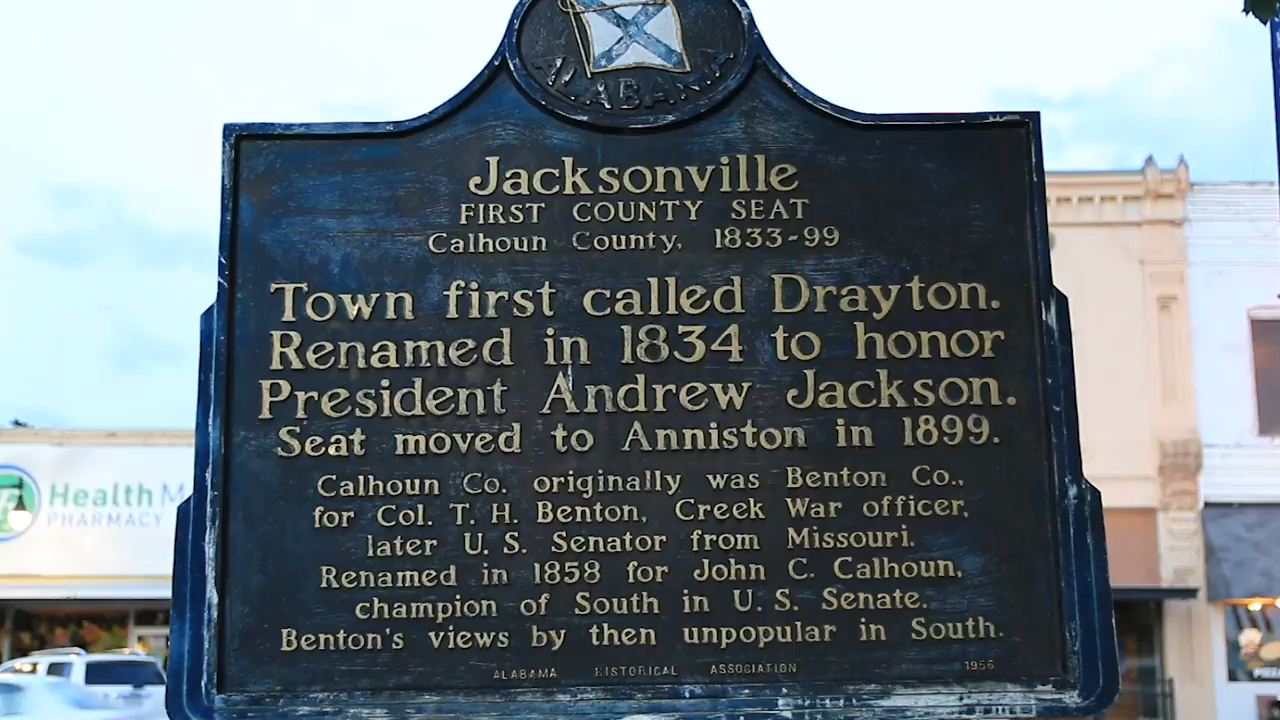 ALABAMA
Jacksonville
FIRST COUNTY SEAT
Calhoun County, 1833-99
Town first called Drayton.
Renamed in 1834 to honor
President Andrew Jackson.
Seat moved to Anniston in 1899.
Calhoun Co. originally was Benton Co.,
for Col. T. H. Benton, Creek War officer,
later U. S. Senator from Missouri.
Renamed in 1858 for John C. Calhoun,
champion of South in U. S. Senate.
Benton's views by then unpopular in South.
ALABAMA HISTORICAL ASSOCIATION 1956
Health M
PHARMACY